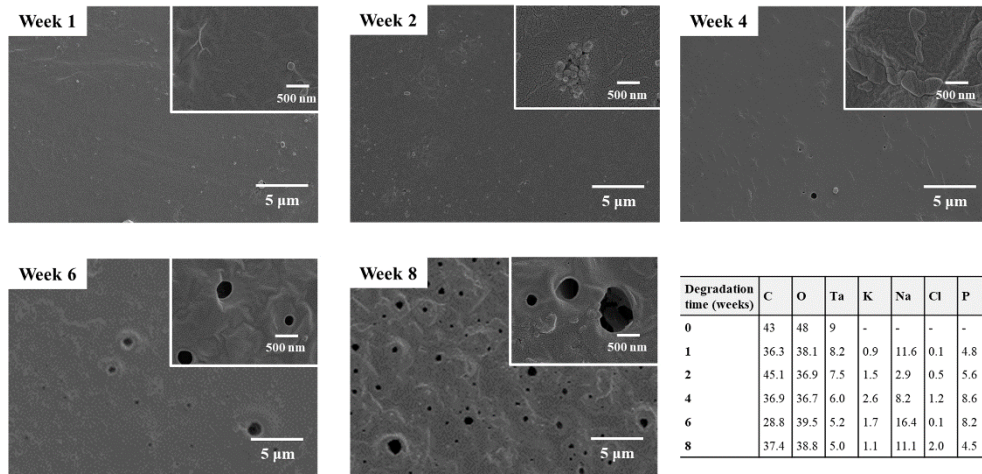 Week 1
500 nm
5 μm
Week 2
500 nm
5 μm
Week 4
500 nm
5 μm
Week 6
500 nm
5 μm
Week 8
500 nm
5 μm
Degradation time (weeks) C O Ta K Na Cl P
0 43 48 9 - - - -
1 36.3 38.1 8.2 0.9 11.6 0.1 4.8
2 45.1 36.9 7.5 1.5 2.9 0.5 5.6
4 36.9 36.7 6.0 2.6 8.2 1.2 8.6
6 28.8 39.5 5.2 1.7 16.4 0.1 8.2
8 37.4 38.8 5.0 1.1 11.1 2.0 4.5